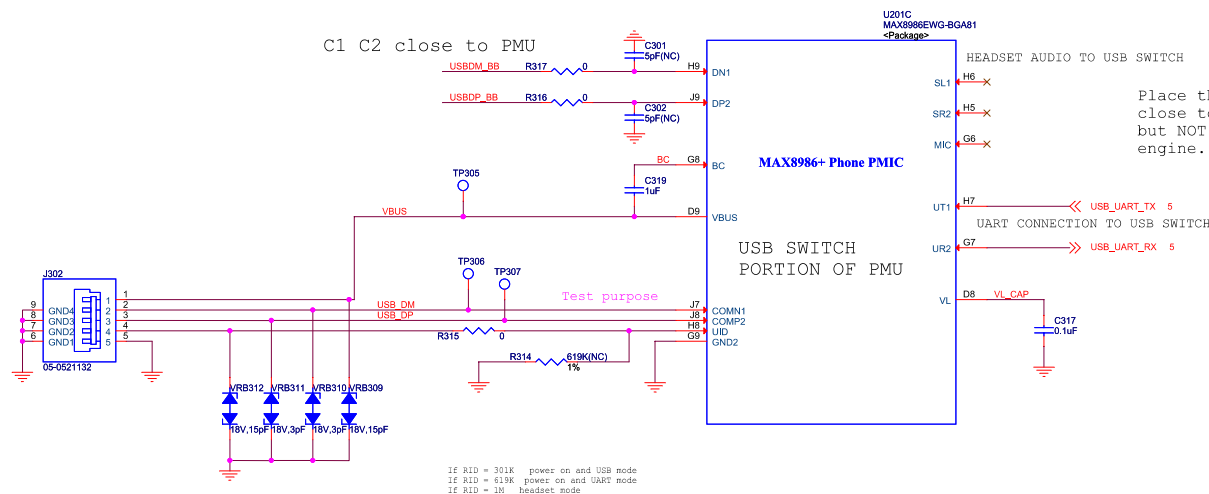 U201C
MAX8986EWG-BGA81
<Package>
C1 C2 close to PMU
C301
5pF(NC)
HEADSET AUDIO TO USB SWITCH
USBDM_BB
R317
0
H9
DN1
SL1
H6
USBDP_BB
R316
0
J9
DP2
C302
5pF(NC)
SR2
H5
Place
close
but NOT
engine.
MIC
G6
BC
G8
BC
MAX8986+ Phone PMIC
C319
1uF
TP305
VBUS
D9
VBUS
UT1
H7
USB_UART_TX 5
UART CONNECTION TO USB SWITCH
UR2
G7
USB_UART_RX 5
USB SWITCH
PORTION OF PMU
TP306
TP307
J302
Test purpose
VL
D8
VL_CAP
C317
0.1uF
1
1
9
GND4
2
2
USB_DM
J7
COMN1
8
GND3
3
3
USB_DP
J8
COMP2
7
GND2
4
4
R315
0
H8
UID
6
GND1
5
5
G9
GND2
05-0521132
R314
619K(NC)
1%
VRB312
VRB311
VRB310
VRB309
18V,15pF
18V,3pF
18V,3pF
18V,15pF
If RID = 301K power on and USB mode
If RID = 619K power on and UART mode
If RID = 1M headset mode